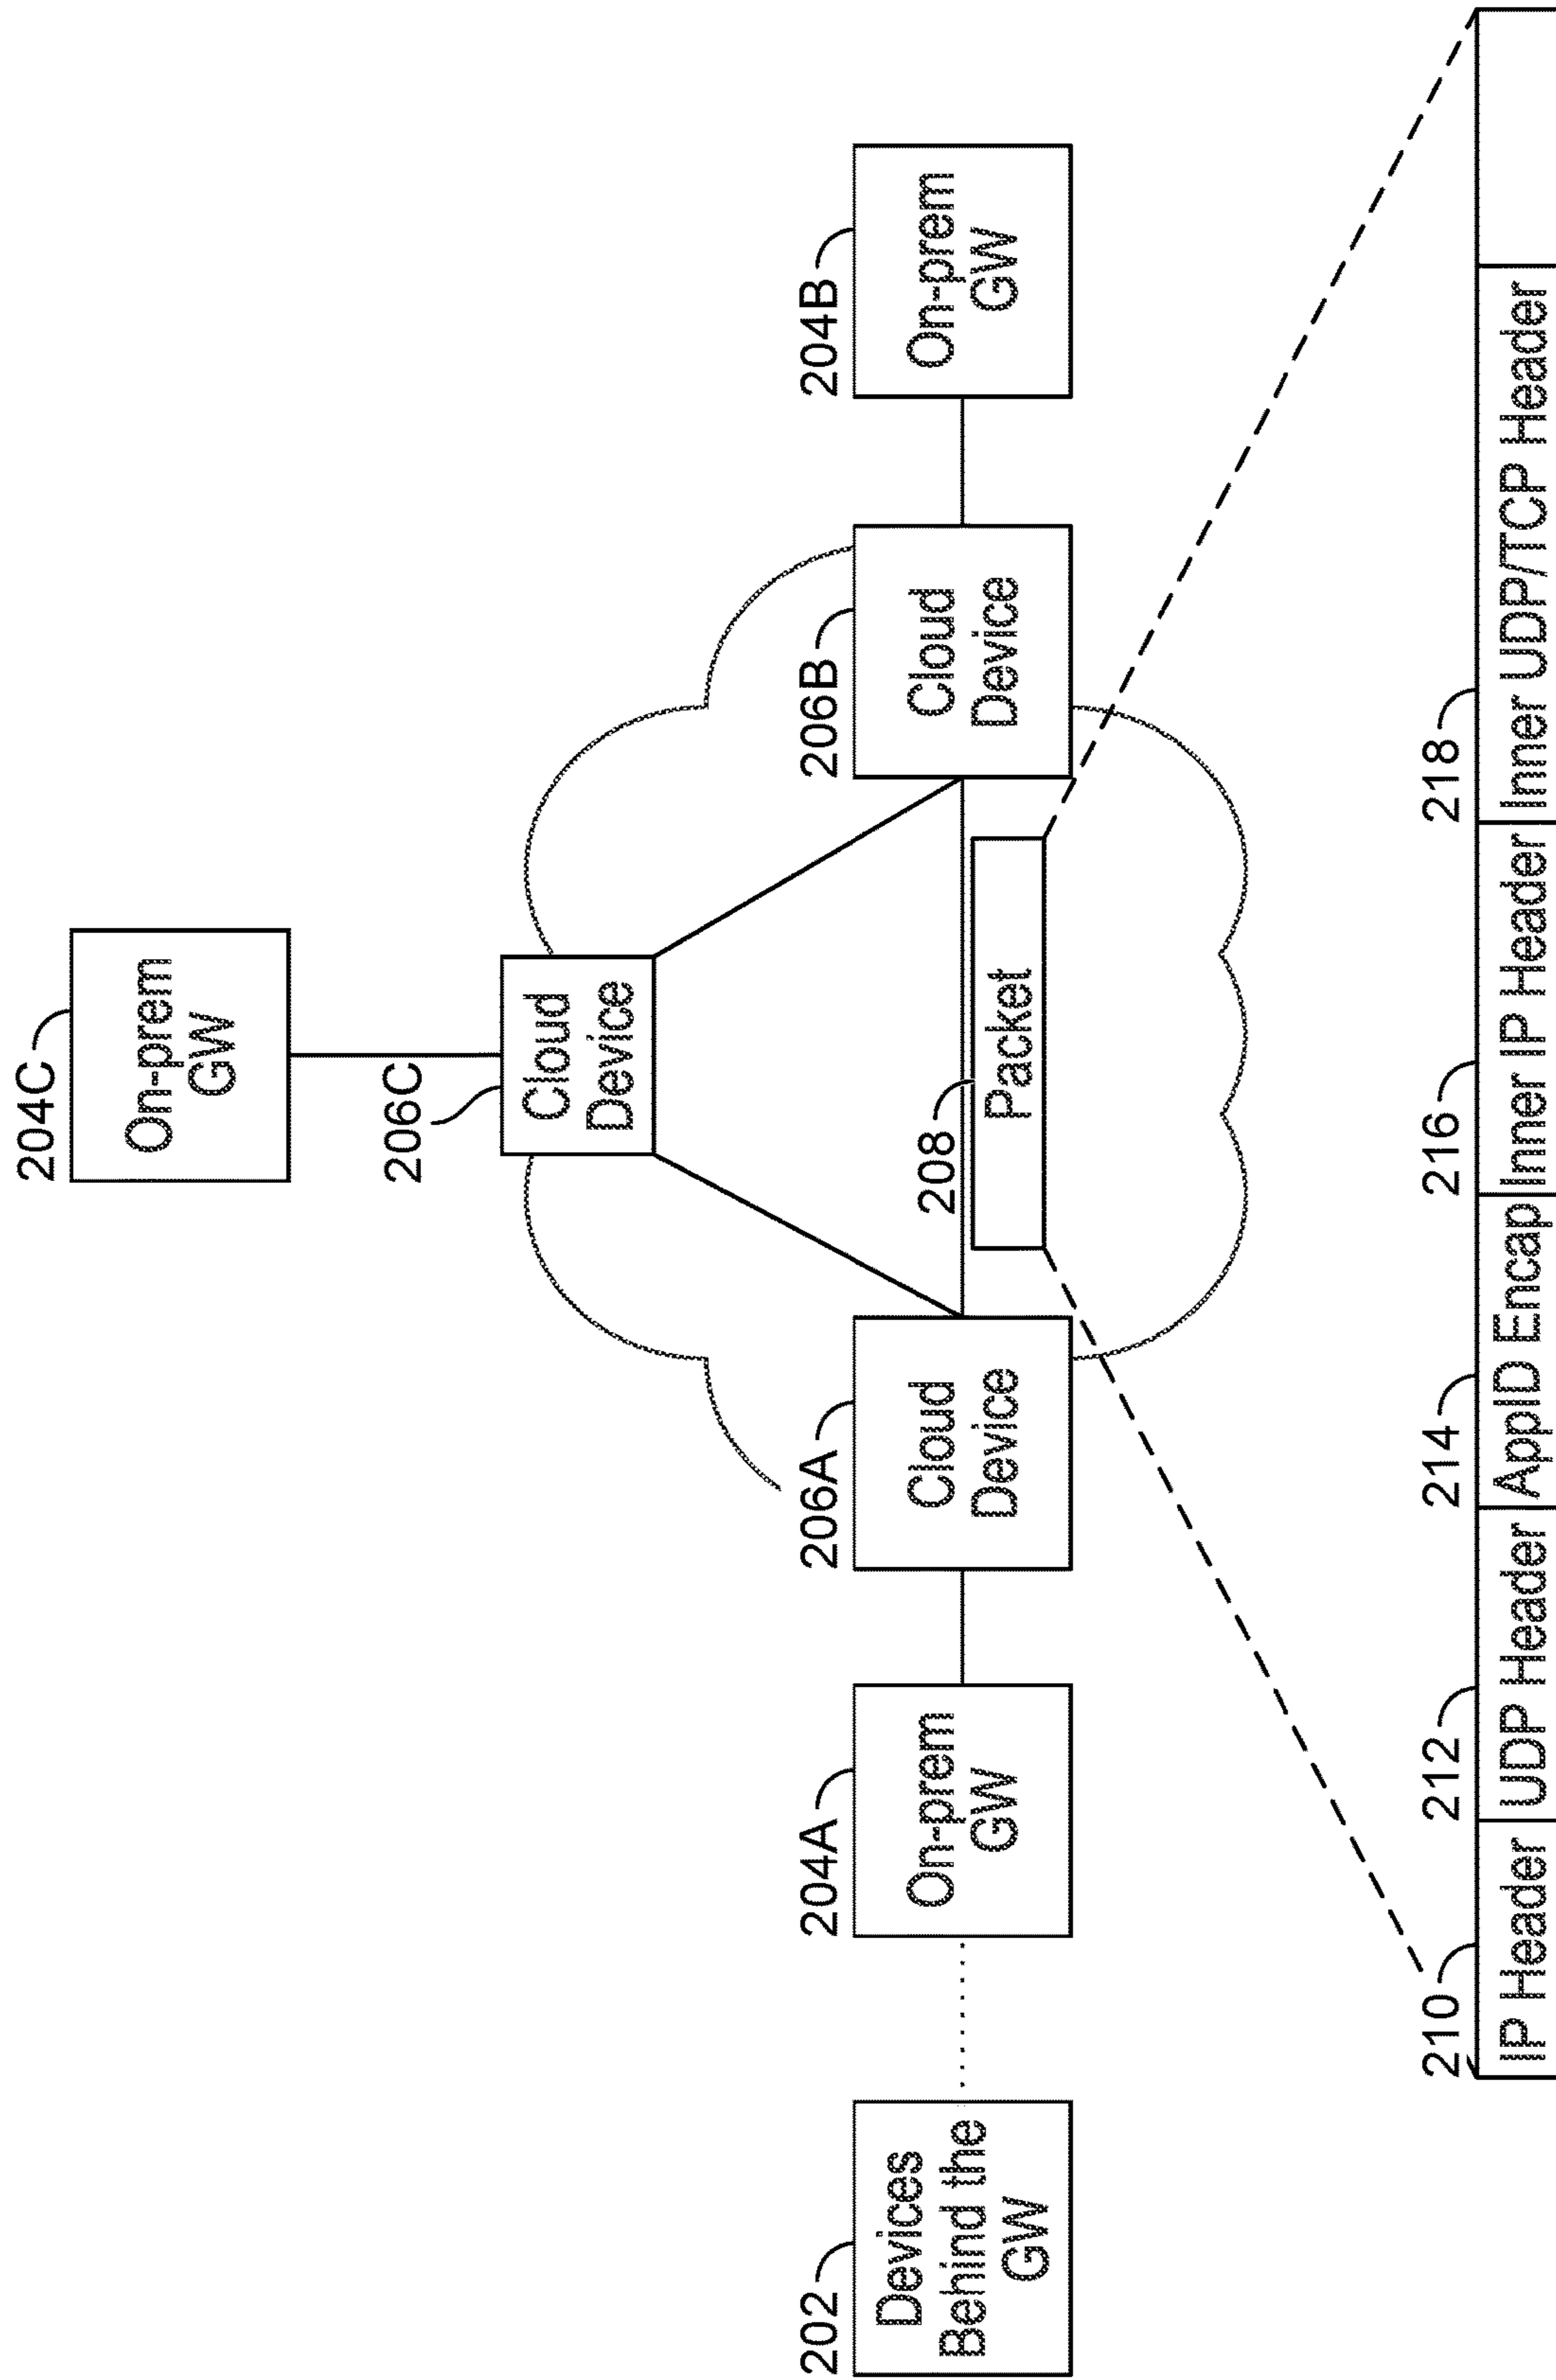 204C
On-prem
GW
206C
Cloud
Device
202
Devices
Behind the
GW
204A
On-prem
GW
206A
Cloud
Device
208
Packet
206B
Cloud
Device
204B
On-prem
GW
210
IP Header
212
UDP Header
214
AppID Encap
216
Inner IP Header
218
Inner UDP/TCP Header